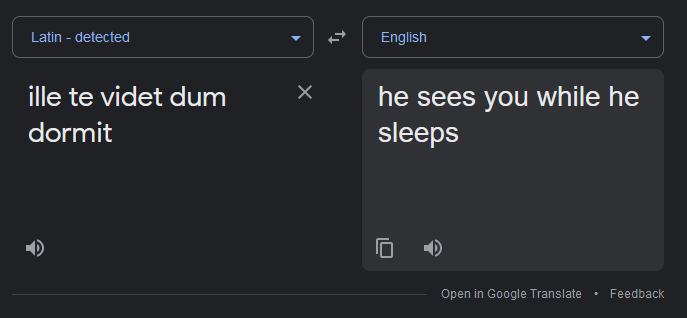 Latin - detected
English
ille te videt dum
dormit
he sees you while he
sleeps
Open in Google Translate • Feedback